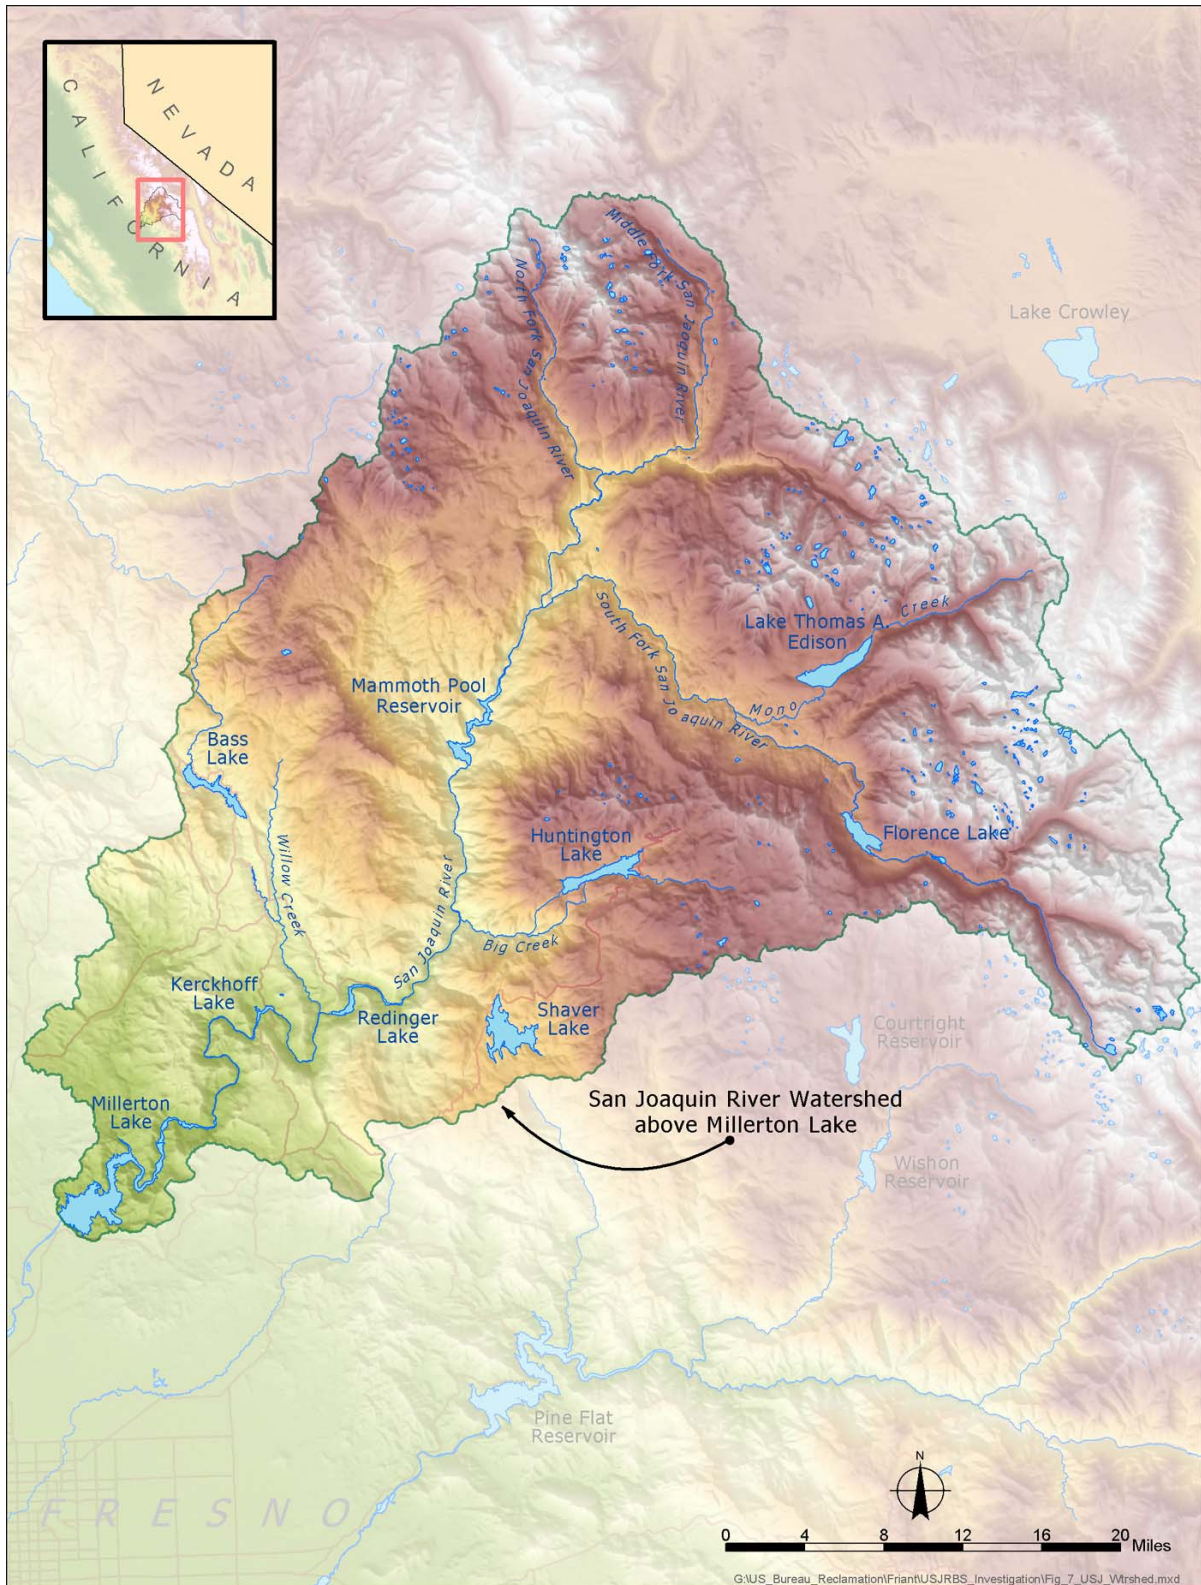 CALIFORNIA
NEVADA
Middle Fork San Jaoquin River
North Fork San Joaquin River
Lake Crowley
Creek
Lake Thomas A.
Edison
South Fork San Joaquin River
Mammoth Pool
Reservoir
Mono
Bass
Lake
Huntington
Lake
Florence Lake
Willow Creek
San Joaquin River
Big Creek
Kerckhoff
Lake
Redinger
Lake
Shaver
Lake
Courtright
Reservoir
San Joaquin River Watershed
above Millerton Lake
Millerton
Lake
Wishon
Reservoir
Pine Flat
Reservoir
FRESNO
N
0 4 8 12 16 20
Miles
G:\US_Bureau_Reclamation\Friant\USJRBS_Investigation\Fig_7_USJ_Wtrshed.mxd